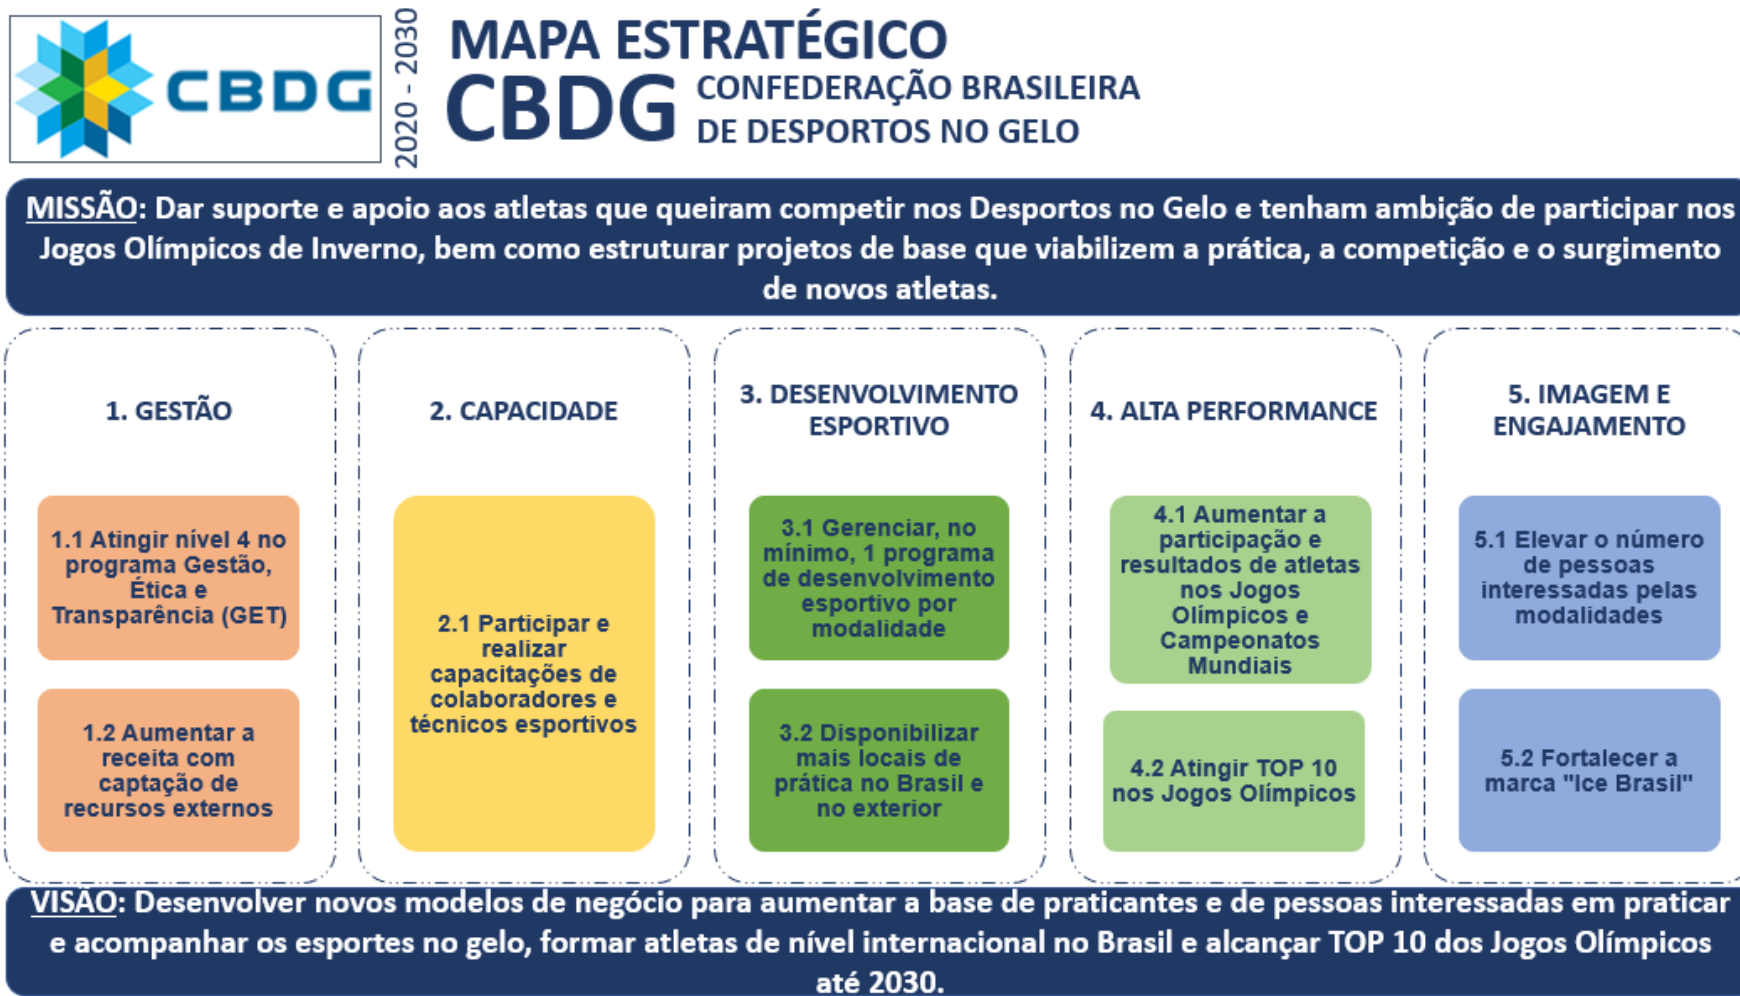 CBDG
2020 - 2030
MAPA ESTRATÉGICO
CBDG
CONFEDERAÇÃO BRASILEIRA
DE DESPORTOS NO GELO
MISSÃO: Dar suporte e apoio aos atletas que queiram competir nos Desportos no Gelo e tenham ambição de participar nos
Jogos Olímpicos de Inverno, bem como estruturar projetos de base que viabilizem a prática, a competição e o surgimento
de novos atletas.
1. GESTÃO
1.1 Atingir nível 4 no
programa Gestão,
Ética e
Transparência (GET)
1.2 Aumentar a
receita com
captação de
recursos externos
2. CAPACIDADE
2.1 Participar e
realizar
capacitações de
colaboradores e
técnicos esportivos
3. DESENVOLVIMENTO
ESPORTIVO
3.1 Gerenciar, no
mínimo, 1 programa
de desenvolvimento
esportivo por
modalidade
3.2 Disponibilizar
mais locais de
prática no Brasil e
no exterior
4. ALTA PERFORMANCE
4.1 Aumentar a
participação e
resultados de atletas
nos Jogos
Olímpicos e
Campeonatos
Mundiais
4.2 Atingir TOP 10
nos Jogos Olímpicos
5. IMAGEM E
ENGAJAMENTO
5.1 Elevar o número
de pessoas
interessadas pelas
modalidades
5.2 Fortalecer a
marca "Ice Brasil"
VISÃO: Desenvolver novos modelos de negócio para aumentar a base de praticantes e de pessoas interessadas em praticar
e acompanhar os esportes no gelo, formar atletas de nível internacional no Brasil e alcançar TOP 10 dos Jogos Olímpicos
até 2030.